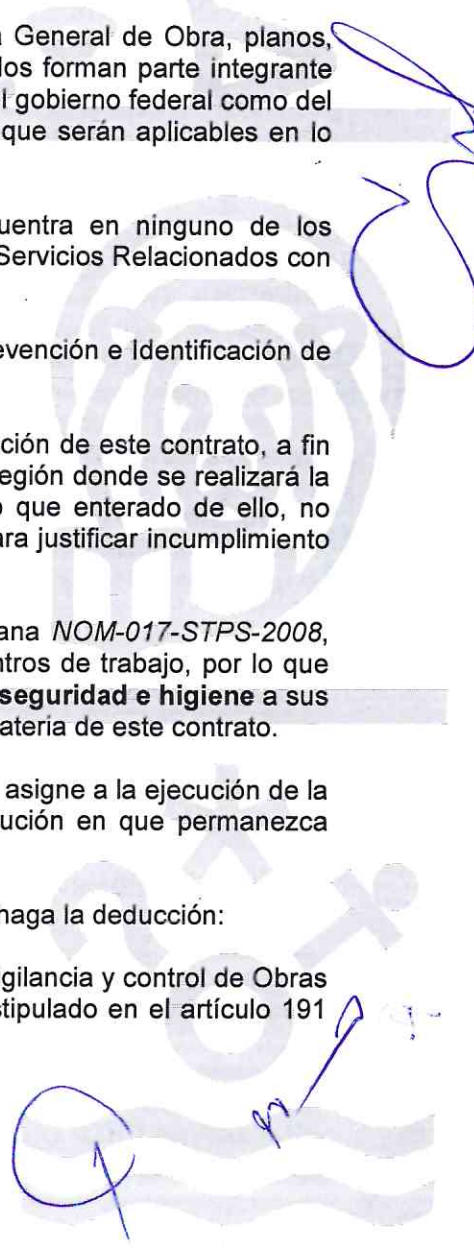 a General de Obra, planos,
los forman parte integrante
l gobierno federal como del
que serán aplicables en lo
uentra en ninguno de los
Servicios Relacionados con
evención e Identificación de
ción de este contrato, a fin
región donde se realizará la
o que enterado de ello, no
ara justificar incumplimiento
ana NOM-017-STPS-2008,
ntros de trabajo, por lo que
seguridad e higiene a sus
ateria de este contrato.
asigne a la ejecución de la
ución en que permanezca
haga la deducción:
igilancia y control de Obras
stipulado en el artículo 191